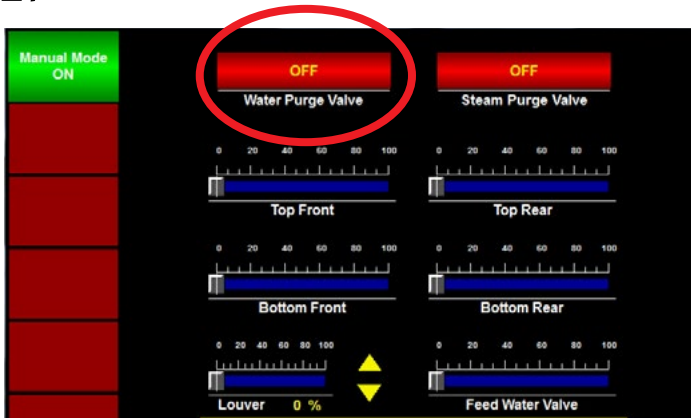 Manual Mode
ON
OFF
OFF
Water Purge Valve
Steam Purge Valve
0 20 40 60 80 100
0 20 40 60 80 100
Top Front
Top Rear
0 20 40 60 80 100
0 20 40 60 80 100
Bottom Front
Bottom Rear
0 20 40 60 80 100
0 20 40 60 80 100
Louver 0 %
Feed Water Valve